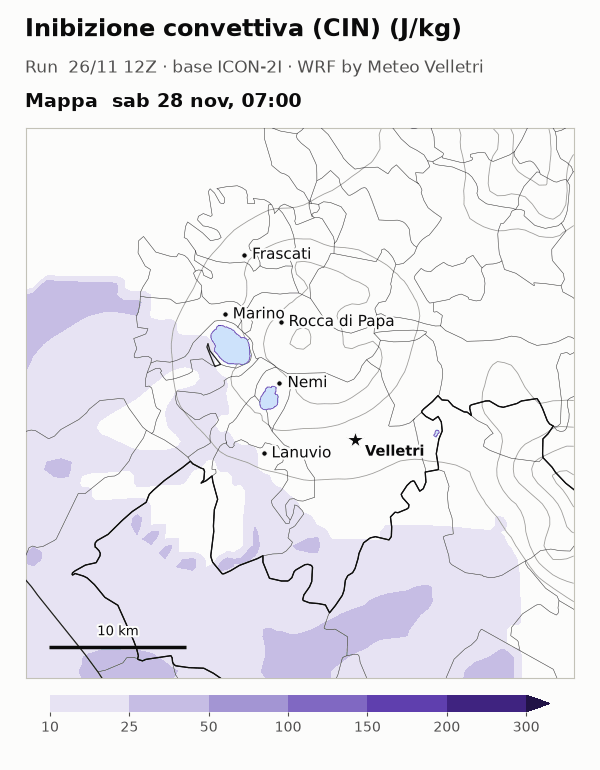 Inibizione convettiva (CIN) (J/kg)
Run  26/11 12Z · base ICON-2I · WRF by Meteo Velletri
Mappa  sab 28 nov, 07:00
Frascati
Marino
Rocca di Papa
Nemi
Velletri
Lanuvio
10 km
10 25 50 100 150 200 300